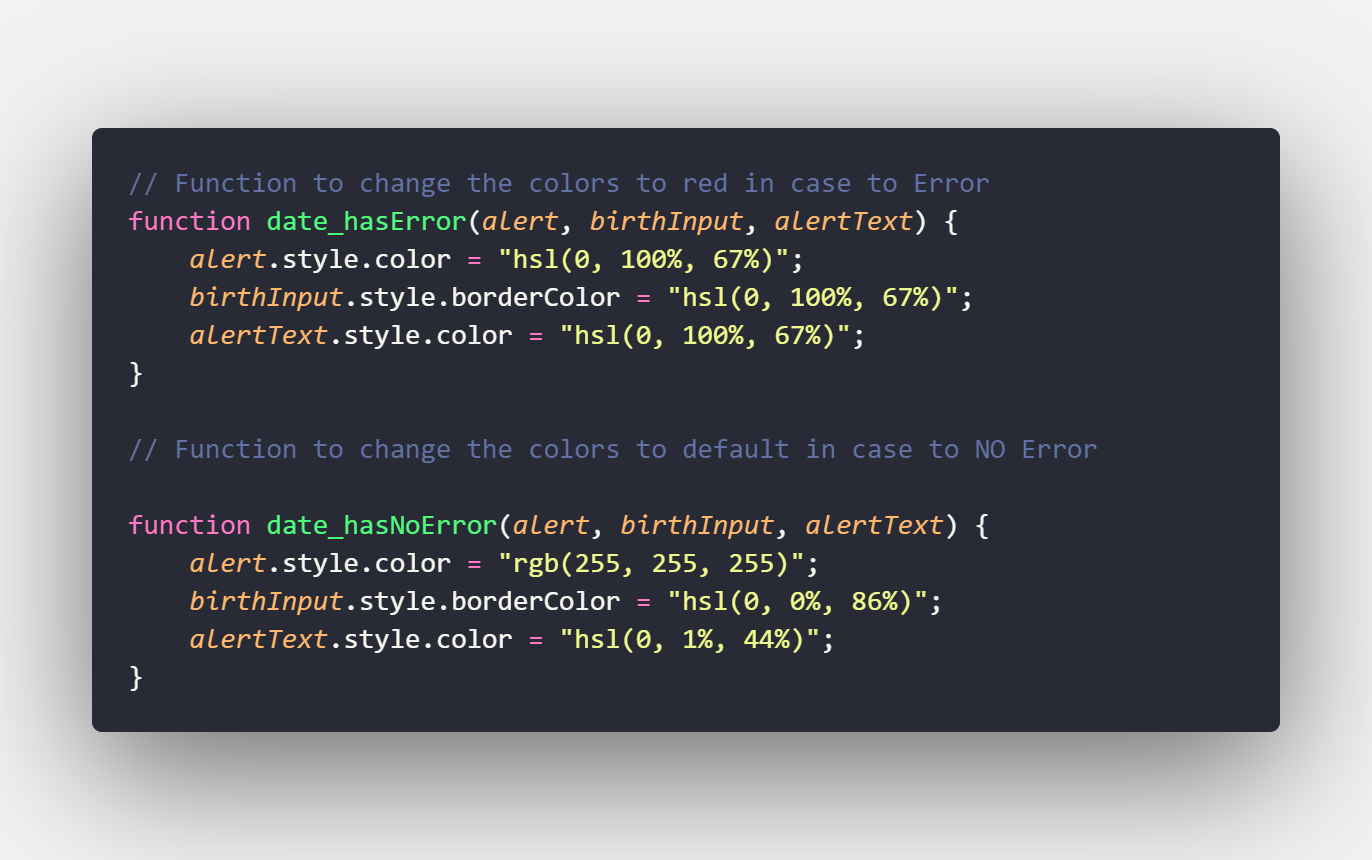 // Function to change the colors to red in case to Error
function date_hasError(alert, birthInput, alertText) {
    alert.style.color = "hsl(0, 100%, 67%)";
    birthInput.style.borderColor = "hsl(0, 100%, 67%)";
    alertText.style.color = "hsl(0, 100%, 67%)";
}

// Function to change the colors to default in case to NO Error

function date_hasNoError(alert, birthInput, alertText) {
    alert.style.color = "rgb(255, 255, 255)";
    birthInput.style.borderColor = "hsl(0, 0%, 86%)";
    alertText.style.color = "hsl(0, 1%, 44%)";
}